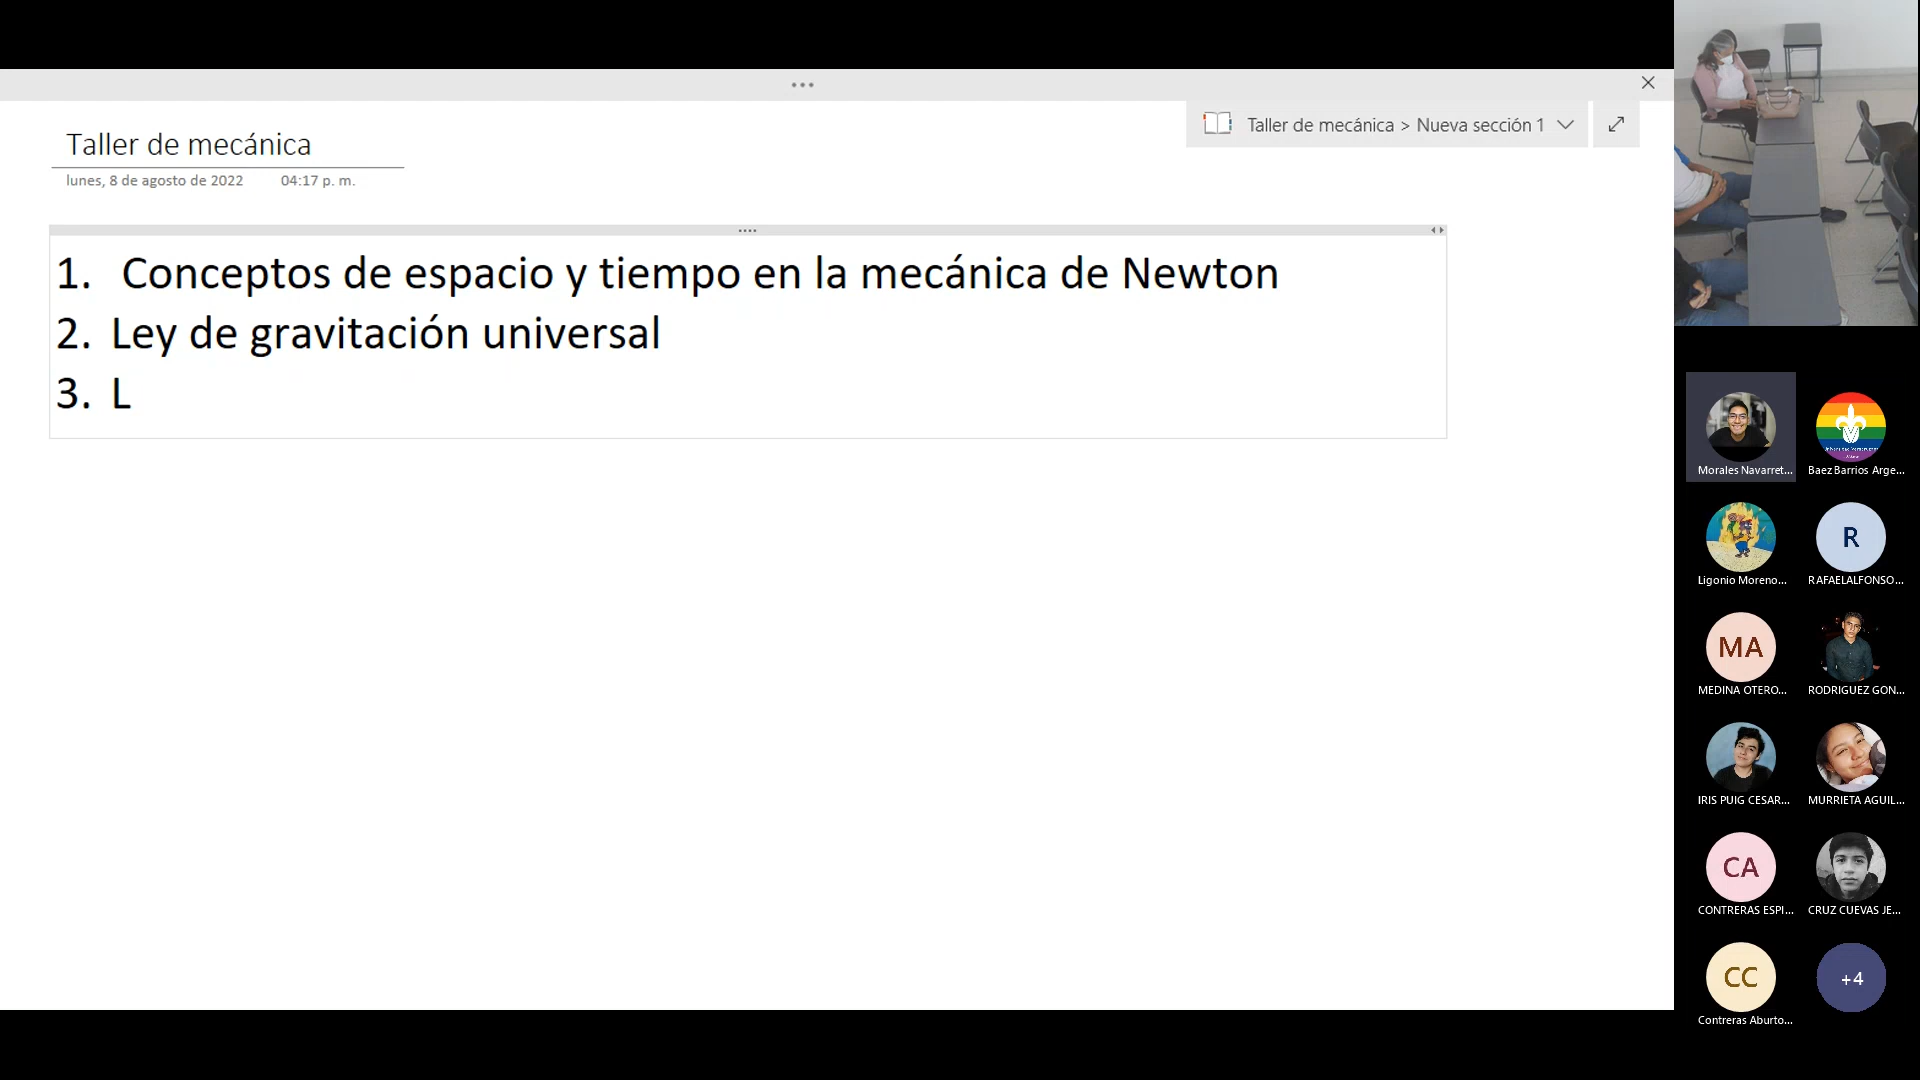 Taller de mecánica > Nueva sección 1
Taller de mecánica
lunes, 8 de agosto de 2022 04:17 p. m.
1. Conceptos de espacio y tiempo en la mecánica de Newton
2. Ley de gravitación universal
3. L
Morales Navarret...
Baez Barrios Arge...
Ligonio Moreno...
R
RAFAELALFONSO...
MA
MEDINA OTERO...
RODRIGUEZ GON...
IRIS PUIG CESAR...
MURRIETA AGUIL...
CA
CONTRERAS ESPI...
CRUZ CUEVAS JE...
CC
Contreras Aburto...
+4